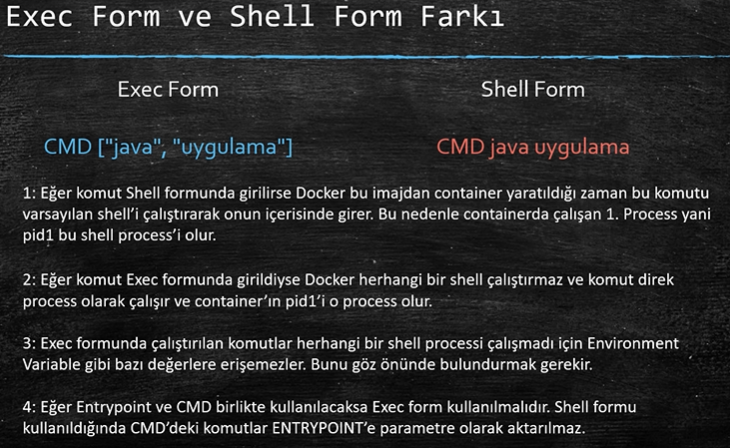 Exec Form ve Shell Form Farkı
Exec Form
Shell Form
CMD ["java", "uygulama"]
CMD java uygulama
1: Eğer komut Shell formunda girilirse Docker bu imajdan container yaratıldığı zaman bu komutu
varsayılan shell'i çalıştırarak onun içerisinde girer. Bu nedenle containerda çalışan 1. Process yani
pid1 bu shell process'i olur.
2: Eğer komut Exec formunda girildiyse Docker herhangi bir shell çalıştırmaz ve komut direk
process olarak çalışır ve container'ın pid1'i o process olur.
3: Exec formunda çalıştırılan komutlar herhangi bir shell processi çalışmadı için Environment
Variable gibi bazı değerlere erişemezler. Bunu göz önünde bulundurmak gerekir.
4: Eğer Entrypoint ve CMD birlikte kullanılacaksa Exec form kullanılmalıdır. Shell formu
kullanıldığında CMD'deki komutlar ENTRYPOINT'e parametre olarak aktarılmaz.